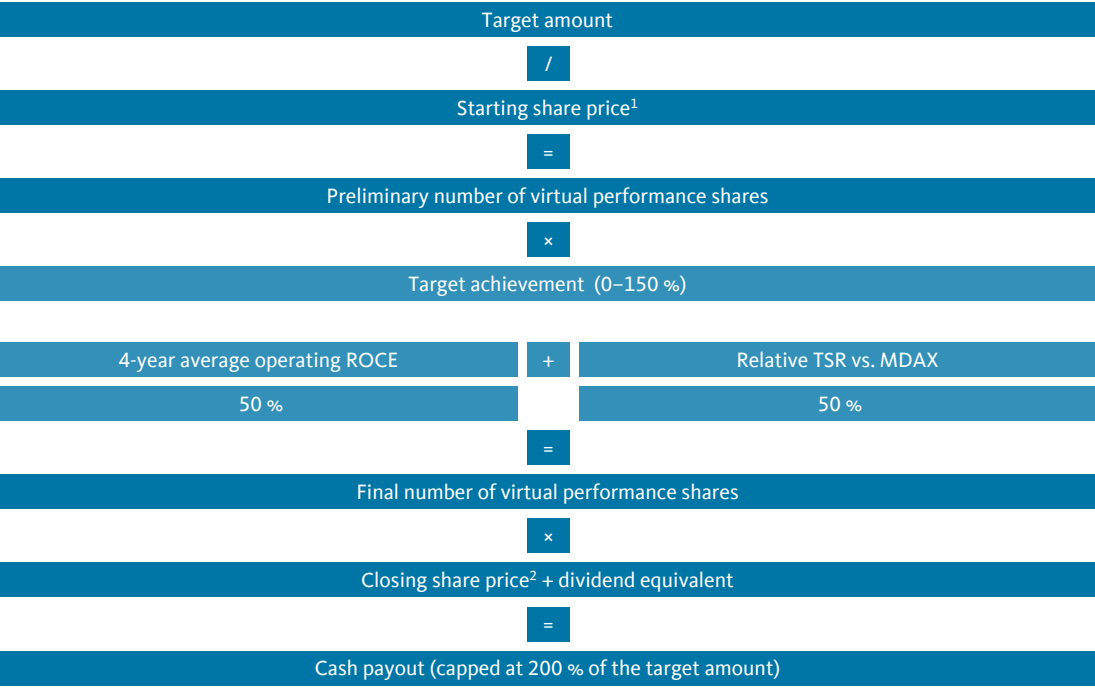 Target amount
/
Starting share price¹
=
Preliminary number of virtual performance shares
×
Target achievement (0–150 %)
4-year average operating ROCE + Relative TSR vs. MDAX
50 % 50 %
=
Final number of virtual performance shares
×
Closing share price² + dividend equivalent
=
Cash payout (capped at 200 % of the target amount)